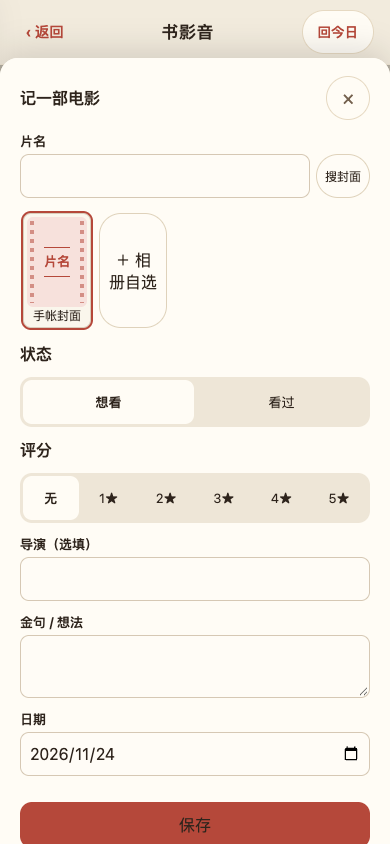 ‹ 返回
书影音
回今日
记一部电影
×
片名
搜封面
片名
手帐封面
＋ 相
册自选
状态
想看
看过
评分
无
1★
2★
3★
4★
5★
导演（选填）
金句 / 想法
日期
2026/11/24
保存